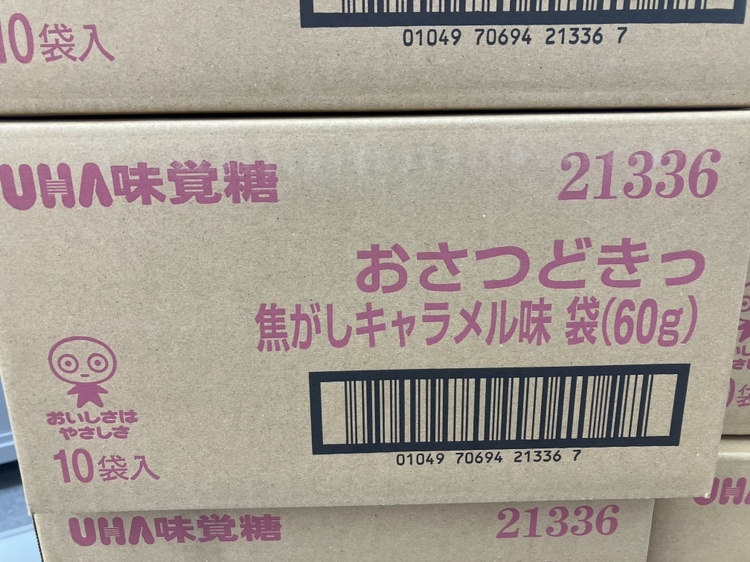 10袋入
01049 70694 21336 7
UHA味覚糖
21336
おさつどきっ
焦がしキャラメル味 袋(60g)
おいしさは
やさしさ
10袋入
01049 70694 21336 7
UHA味覚糖
21336